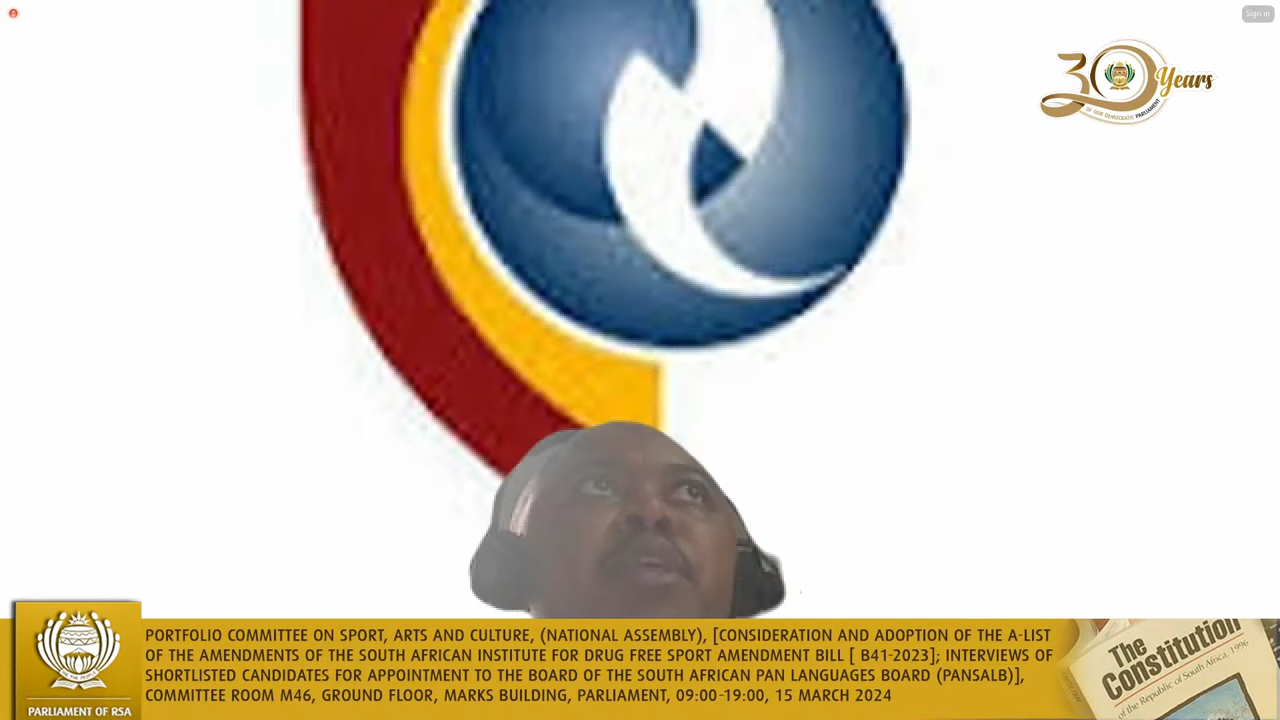 Sign in
30 Years
OF OUR DEMOCRATIC PARLIAMENT
PORTFOLIO COMMITTEE ON SPORT, ARTS AND CULTURE, (NATIONAL ASSEMBLY), [CONSIDERATION AND ADOPTION OF THE A-LIST
OF THE AMENDMENTS OF THE SOUTH AFRICAN INSTITUTE FOR DRUG FREE SPORT AMENDMENT BILL [ B41-2023]; INTERVIEWS OF
SHORTLISTED CANDIDATES FOR APPOINTMENT TO THE BOARD OF THE SOUTH AFRICAN PAN LANGUAGES BOARD (PANSALB)],
COMMITTEE ROOM M46, GROUND FLOOR, MARKS BUILDING, PARLIAMENT, 09:00-19:00, 15 MARCH 2024
PARLIAMENT OF RSA
The
Constitution
of the Republic of South Africa, 1996